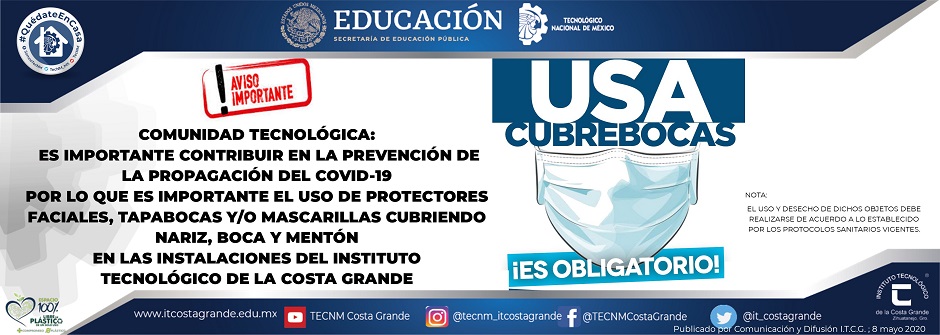 #QuédateEnCasa
EDUCACIÓN
SECRETARÍA DE EDUCACIÓN PÚBLICA
TECNOLÓGICO
NACIONAL DE MÉXICO
¡AVISO
IMPORTANTE
COMUNIDAD TECNOLÓGICA:
ES IMPORTANTE CONTRIBUIR EN LA PREVENCIÓN DE
LA PROPAGACIÓN DEL COVID-19
POR LO QUE ES IMPORTANTE EL USO DE PROTECTORES
FACIALES, TAPABOCAS Y/O MASCARILLAS CUBRIENDO
NARIZ, BOCA Y MENTÓN
EN LAS INSTALACIONES DEL INSTITUTO
TECNOLÓGICO DE LA COSTA GRANDE
USA
CUBREBOCAS
¡ES OBLIGATORIO!
NOTA:
EL USO Y DESECHO DE DICHOS OBJETOS DEBE
REALIZARSE DE ACUERDO A LO ESTABLECIDO
POR LOS PROTOCOLOS SANITARIOS VIGENTES.
ESPACIO
100%
LIBRE DE
PLÁSTICO
www.itcostagrande.edu.mx
TECNM Costa Grande
@tecnm_itcostagrande
@TECNMCostaGrande
@it_costagrande
INSTITUTO TECNOLÓGICO
de la Costa Grande
Zihuatanejo, Gro.
Publicado por Comunicación y Difusión I.T.C.G. ; 8 mayo 2020